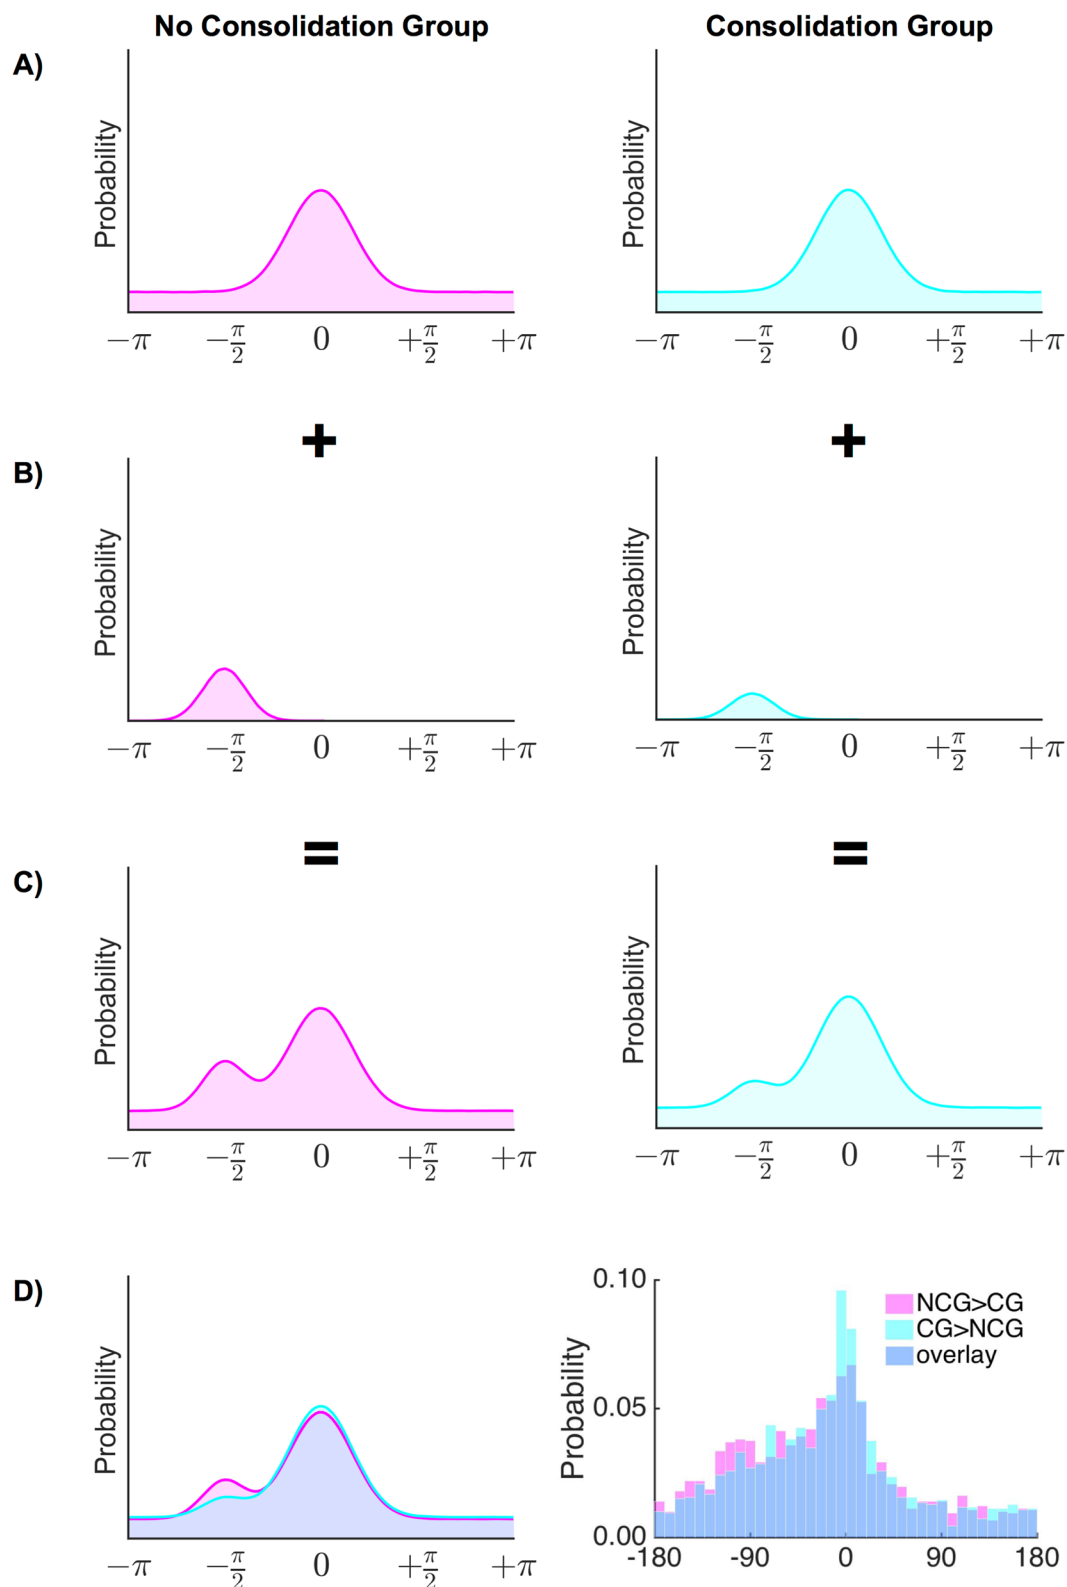 No Consolidation Group
Consolidation Group
A)
Probability
−π −π/2 0 +π/2 +π
Probability
−π −π/2 0 +π/2 +π
+
+
B)
Probability
−π −π/2 0 +π/2 +π
Probability
−π −π/2 0 +π/2 +π
=
=
C)
Probability
−π −π/2 0 +π/2 +π
Probability
−π −π/2 0 +π/2 +π
D)
Probability
−π −π/2 0 +π/2 +π
Probability
0.10
0.05
0.00
NCG>CG
CG>NCG
overlay
-180 -90 0 90 180